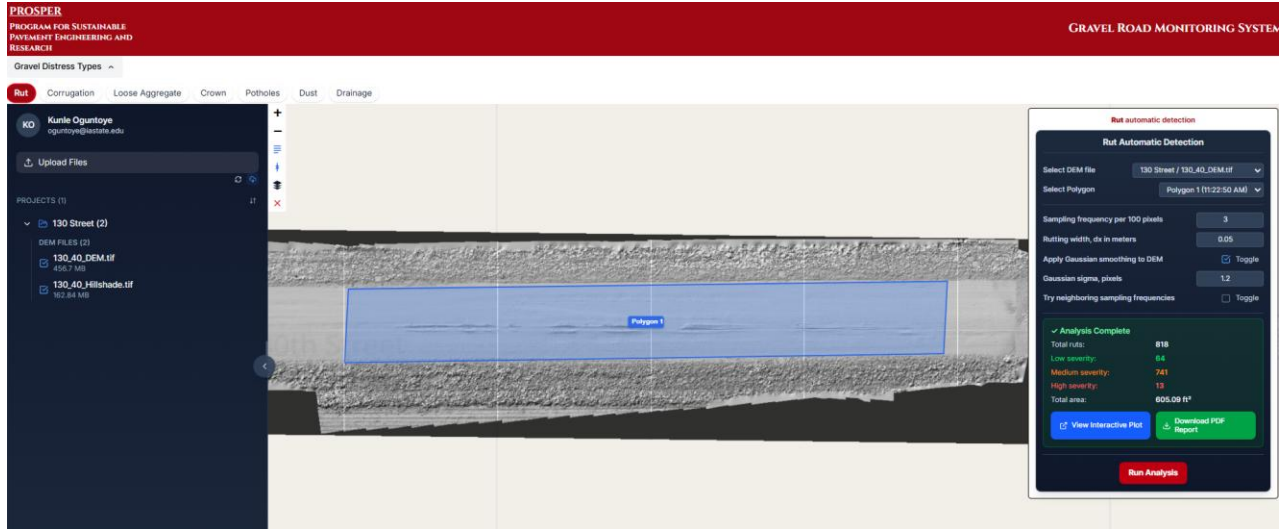 PROSPER
PROGRAM FOR SUSTAINABLE
PAVEMENT ENGINEERING AND
RESEARCH
GRAVEL ROAD MONITORING SYSTEM
Gravel Distress Types
Rut Corrugation Loose Aggregate Crown Potholes Dust Drainage
KO
Kunle Oguntoye
oguntoye@iastate.edu
Upload Files
PROJECTS (1)
130 Street (2)
DEM FILES (2)
130_40_DEM.tif
456.7 MB
130_40_Hillshade.tif
162.84 MB
Polygon 1
Rut automatic detection
Rut Automatic Detection
Select DEM file 130 Street / 130_40_DEM.tif
Select Polygon Polygon 1 (11:22:50 AM)
Sampling frequency per 100 pixels 3
Rutting width, dx in meters 0.05
Apply Gaussian smoothing to DEM Toggle
Gaussian sigma, pixels 1.2
Try neighboring sampling frequencies Toggle
✓ Analysis Complete
Total ruts: 818
Low severity: 64
Medium severity: 741
High severity: 13
Total area: 605.09 ft²
View Interactive Plot
Download PDF
Report
Run Analysis